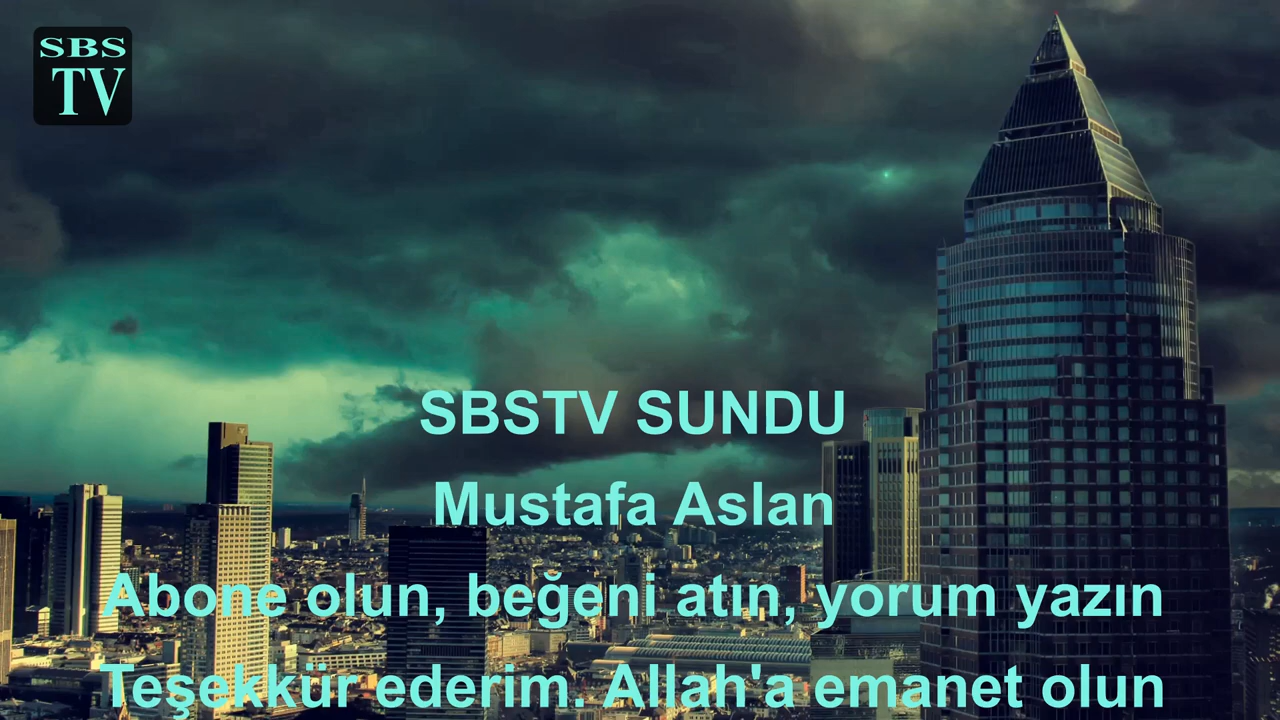 SBS
TV
SBSTV SUNDU
Mustafa Aslan
Abone olun, beğeni atın, yorum yazın
Teşekkür ederim. Allah'a emanet olun